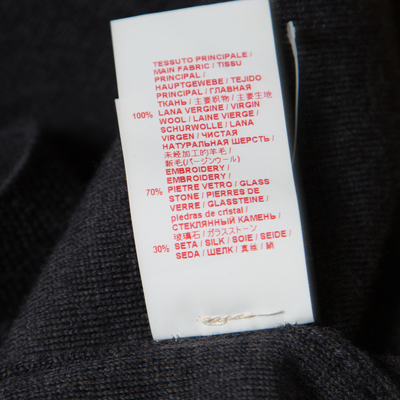 TESSUTO PRINCIPALE /
MAIN FABRIC / TISSU
PRINCIPAL /
HAUPTGEWEBE / TEJIDO
PRINCIPAL / ГЛАВНАЯ
ТКАНЬ / 主要织物 / 主要生地
100% LANA VERGINE / VIRGIN
WOOL / LAINE VIERGE /
SCHURWOLLE / LANA
VIRGEN / ЧИСТАЯ
НАТУРАЛЬНАЯ ШЕРСТЬ /
未经加工的羊毛 /
新毛(バージンウール)
EMBROIDERY /
EMBROIDERY /
70% PIETRE VETRO / GLASS
STONE / PIERRES DE
VERRE / GLASSTEINE /
piedras de cristal /
СТЕКЛЯННЫЙ КАМЕНЬ /
玻璃石 / ガラスストーン
30% SETA / SILK / SOIE / SEIDE /
SEDA / ШЕЛК / 真丝 / 絹